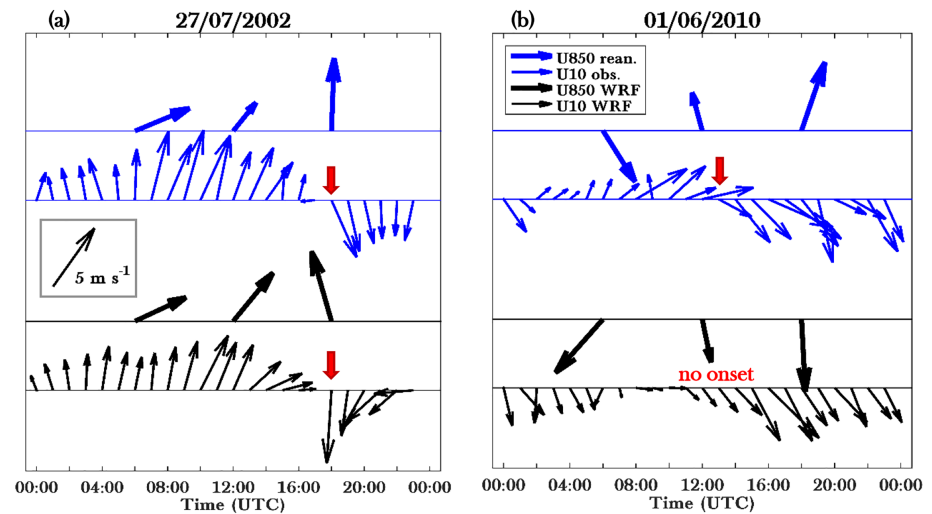 (a) 27/07/2002
5 m s⁻¹
00:00 04:00 08:00 12:00 16:00 20:00 00:00
Time (UTC)
(b) 01/06/2010
U850 rean.
U10 obs.
U850 WRF
U10 WRF
no onset
00:00 04:00 08:00 12:00 16:00 20:00 00:00
Time (UTC)